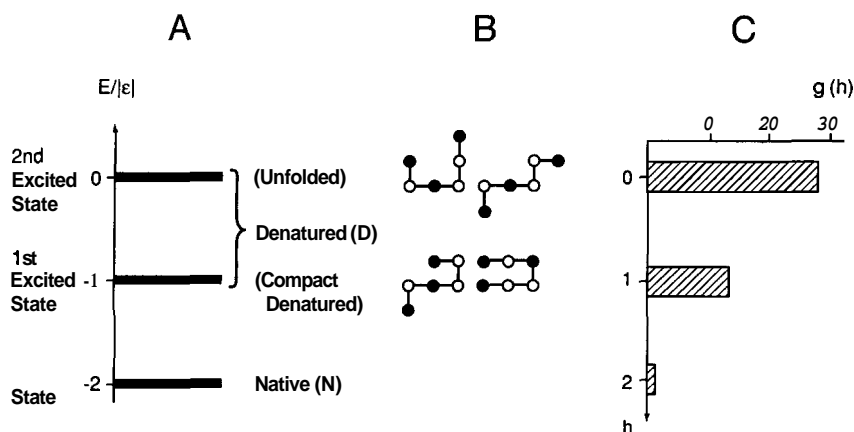 A
B
C
E/|ε|
g (h)
0 20 30
2nd
Excited
State
0
(Unfolded)
0
Denatured (D)
1st
Excited
State
-1
(Compact
Denatured)
1
State
-2
Native (N)
2
h